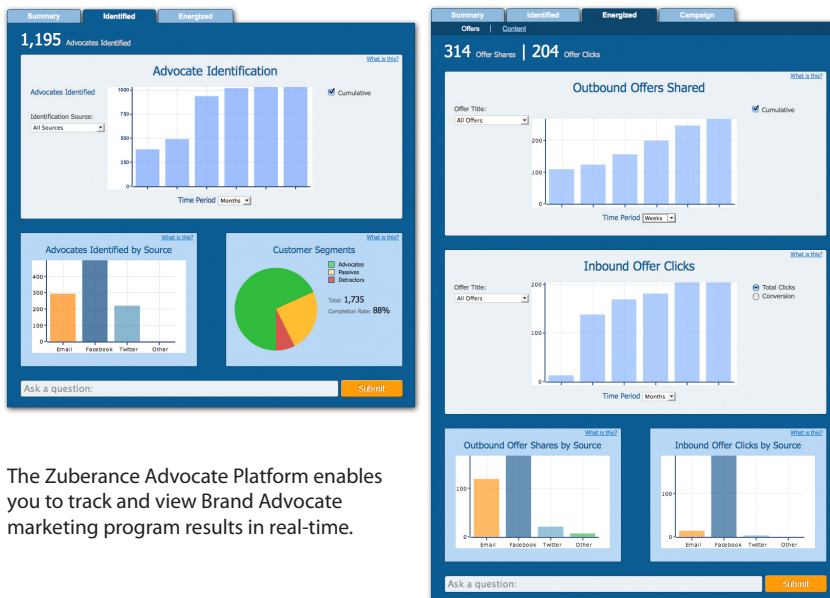 Summary
Identified
Energized
1,195 Advocates Identified
What is this?
Advocate Identification
Advocates Identified
Identification Source:
All Sources
1000
750
500
250
0
Cumulative
Time Period Months
What is this?
Advocates Identified by Source
400
300
200
100
0
Email Facebook Twitter Other
What is this?
Customer Segments
Advocates
Passives
Detractors
Total: 1,735
Completion Rate: 88%
Ask a question:
Submit
The Zuberance Advocate Platform enables
you to track and view Brand Advocate
marketing program results in real-time.
Summary
Identified
Energized
Campaign
Offers | Content
314 Offer Shares | 204 Offer Clicks
What is this?
Outbound Offers Shared
Offer Title:
All Offers
200
100
0
Cumulative
Time Period Weeks
What is this?
Inbound Offer Clicks
Offer Title:
All Offers
200
100
0
Total Clicks
Conversion
Time Period Months
What is this?
Outbound Offer Shares by Source
100
0
Email Facebook Twitter Other
What is this?
Inbound Offer Clicks by Source
100
0
Email Facebook Twitter Other
Ask a question:
Submit